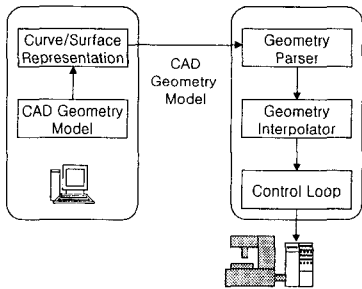 Curve/Surface
Representation
CAD Geometry
Model
CAD
Geometry
Model
Geometry
Parser
Geometry
Interpolator
Control Loop